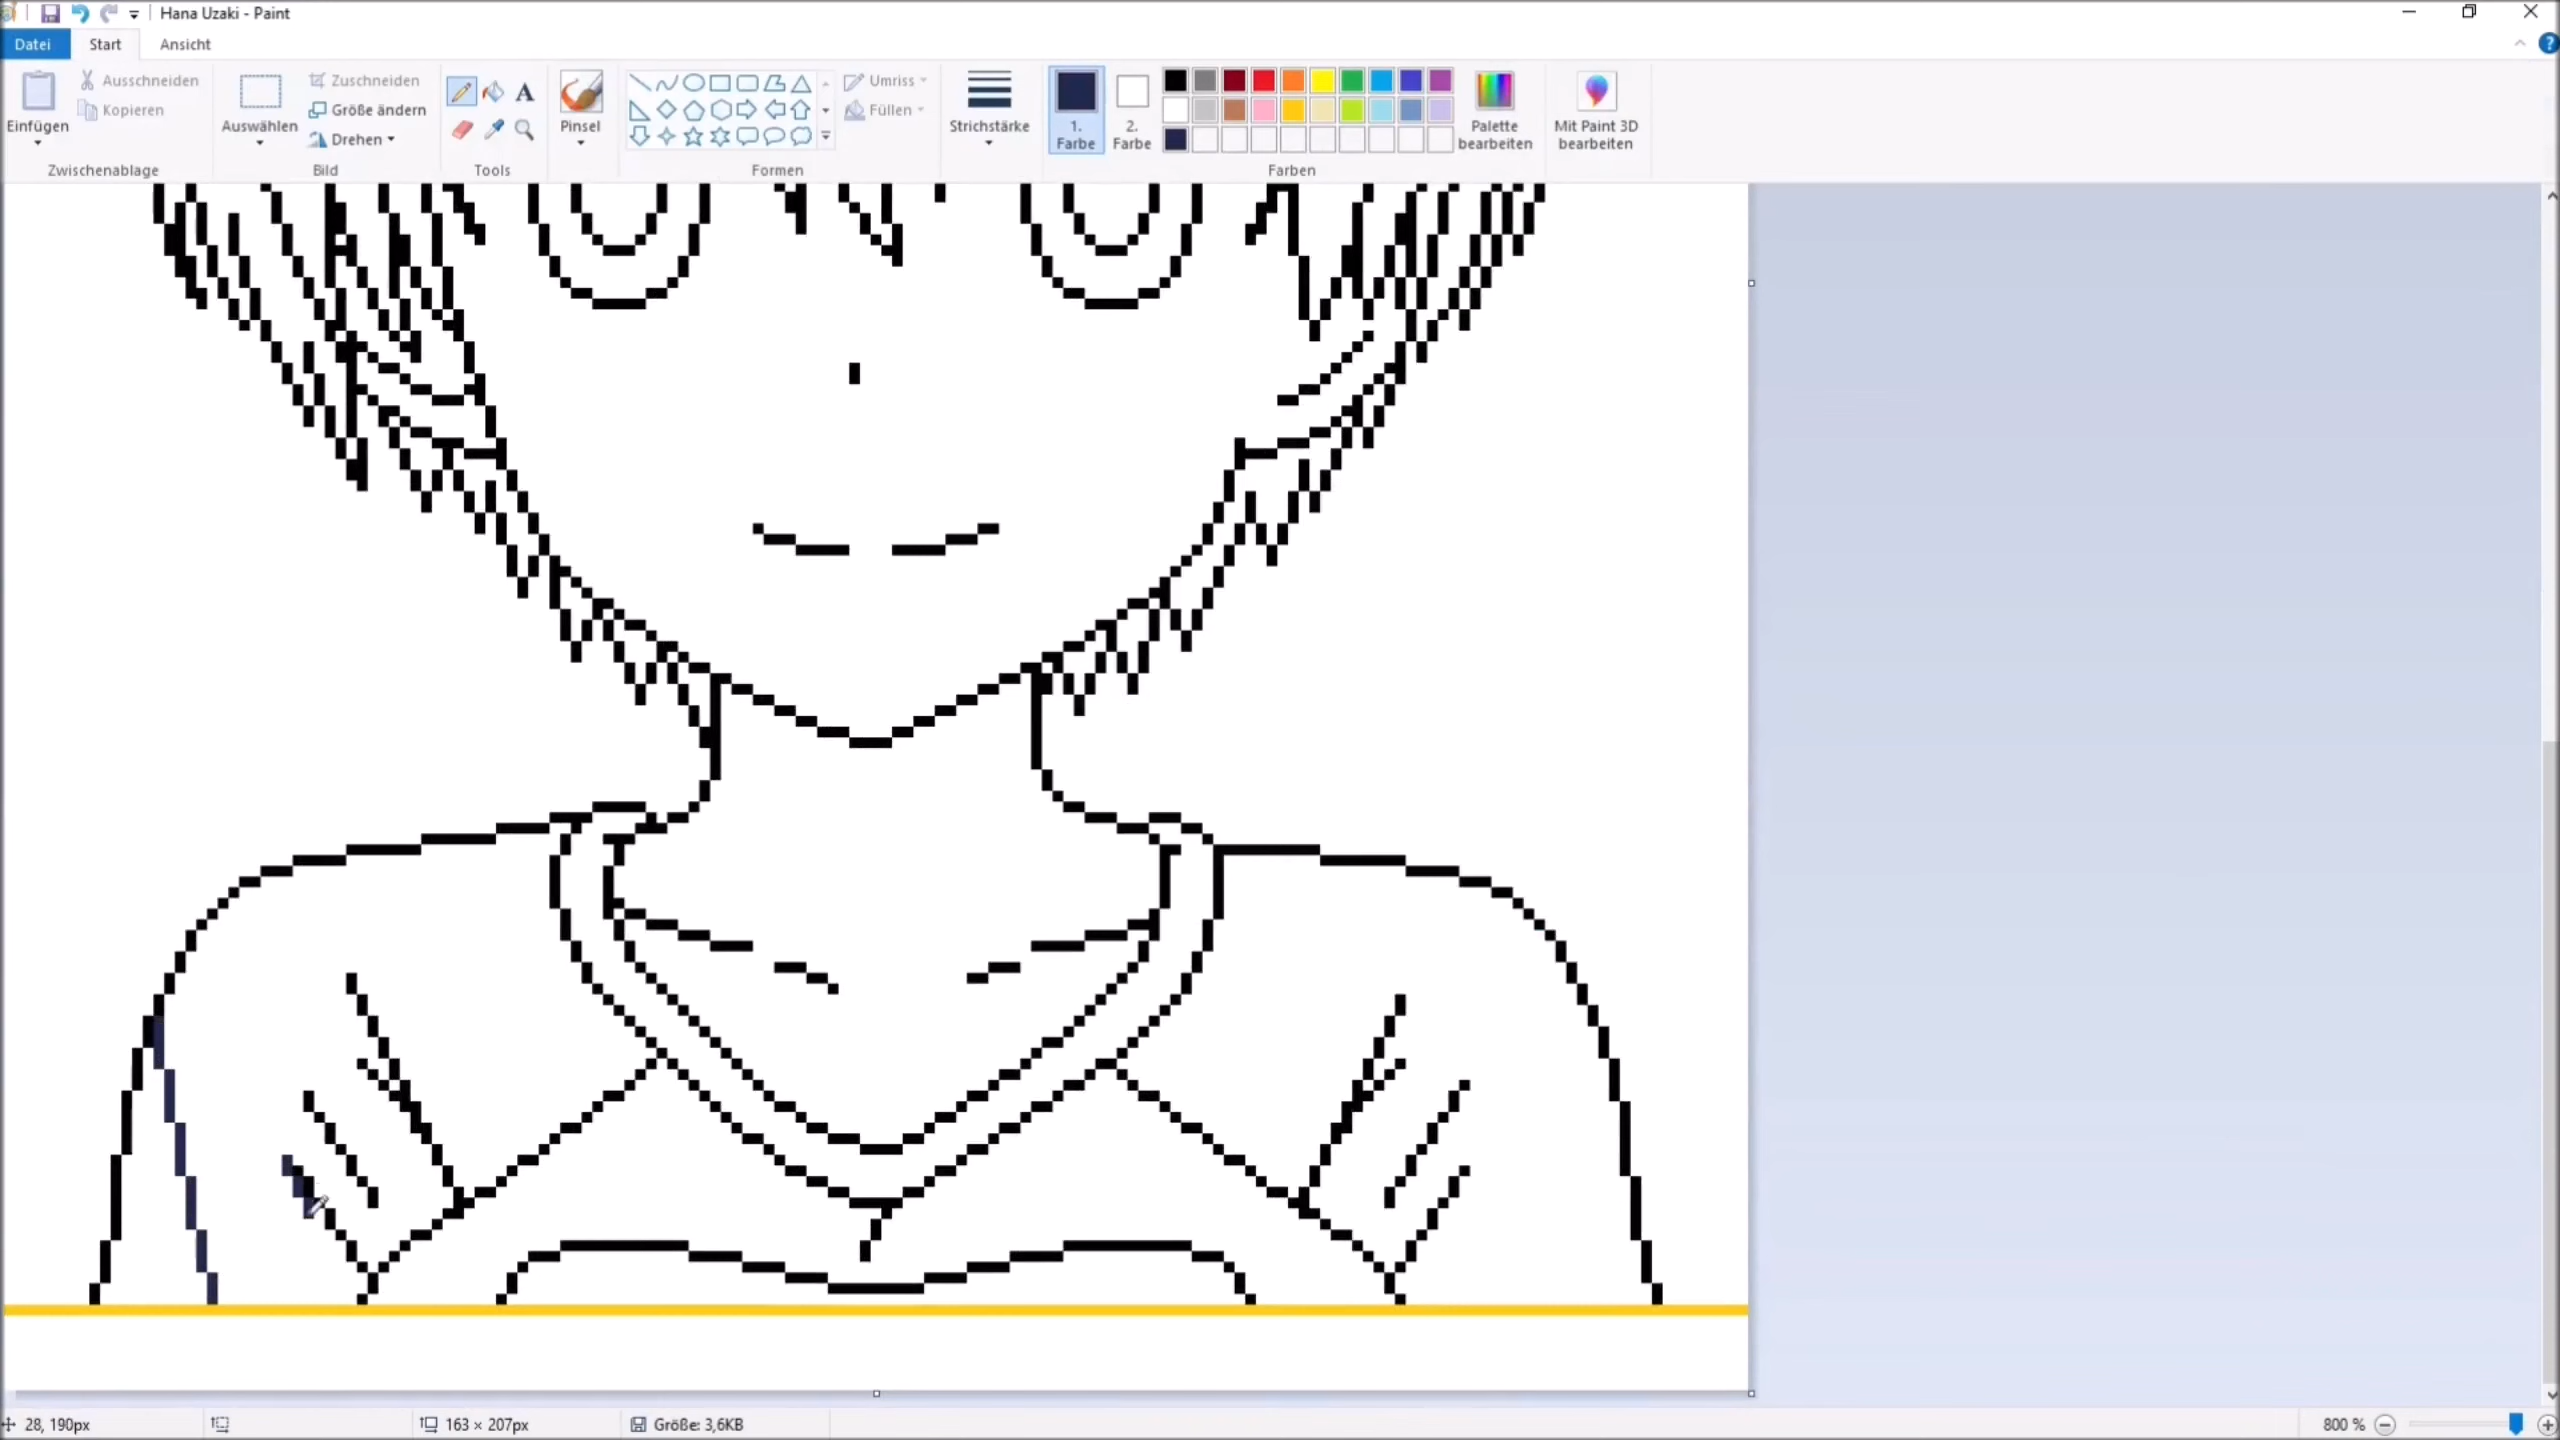 Hana Uzaki - Paint
Datei Start Ansicht
Einfügen
Ausschneiden
Kopieren
Zwischenablage
Auswählen
Zuschneiden
Größe ändern
Drehen
Bild
A
Tools
Pinsel
Formen
Umriss
Füllen
Strichstärke
1.
Farbe
2.
Farbe
Farben
Palette
bearbeiten
Mit Paint 3D
bearbeiten
?
28, 190px
163 × 207px
Größe: 3,6KB
800 %